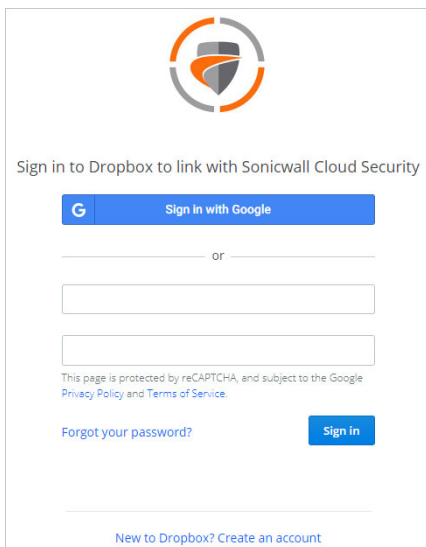 Sign in to Dropbox to link with Sonicwall Cloud Security
G
Sign in with Google
or
This page is protected by reCAPTCHA, and subject to the Google
Privacy Policy and Terms of Service.
Forgot your password?
Sign in
New to Dropbox? Create an account